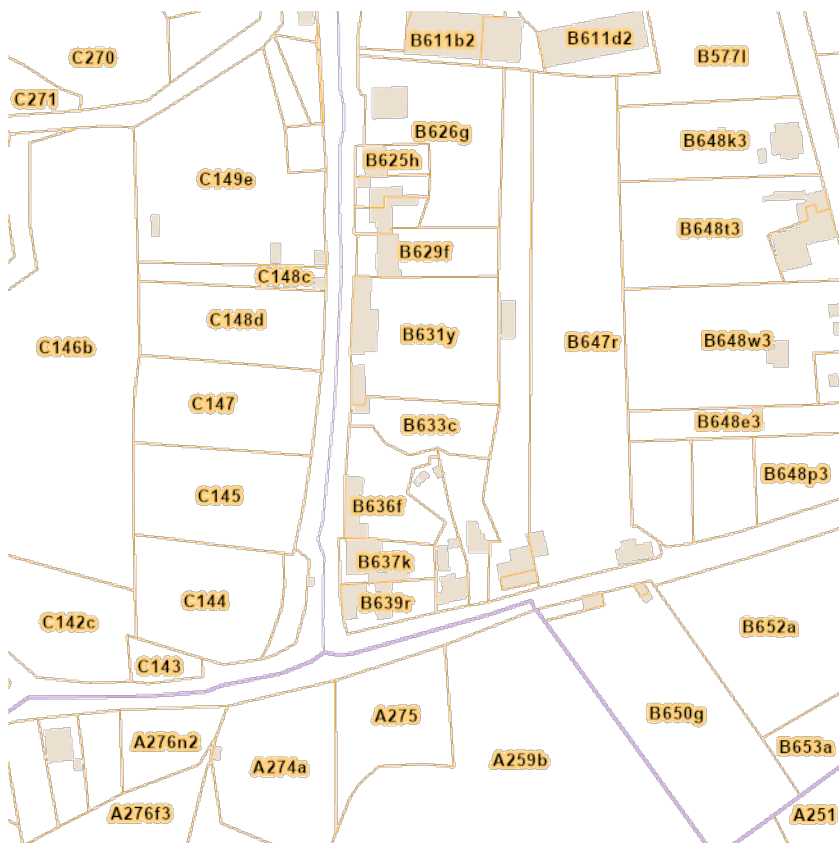 B611b2
B611d2
C270
B577l
C271
B626g
B648k3
B625h
C149e
B648t3
B629f
C148c
C148d
B631y
B647r
B648w3
C146b
C147
B633c
B648e3
B648p3
C145
B636f
B637k
C144
B639r
C142c
B652a
C143
A275
B650g
A276n2
B653a
A274a
A259b
A276f3
A251